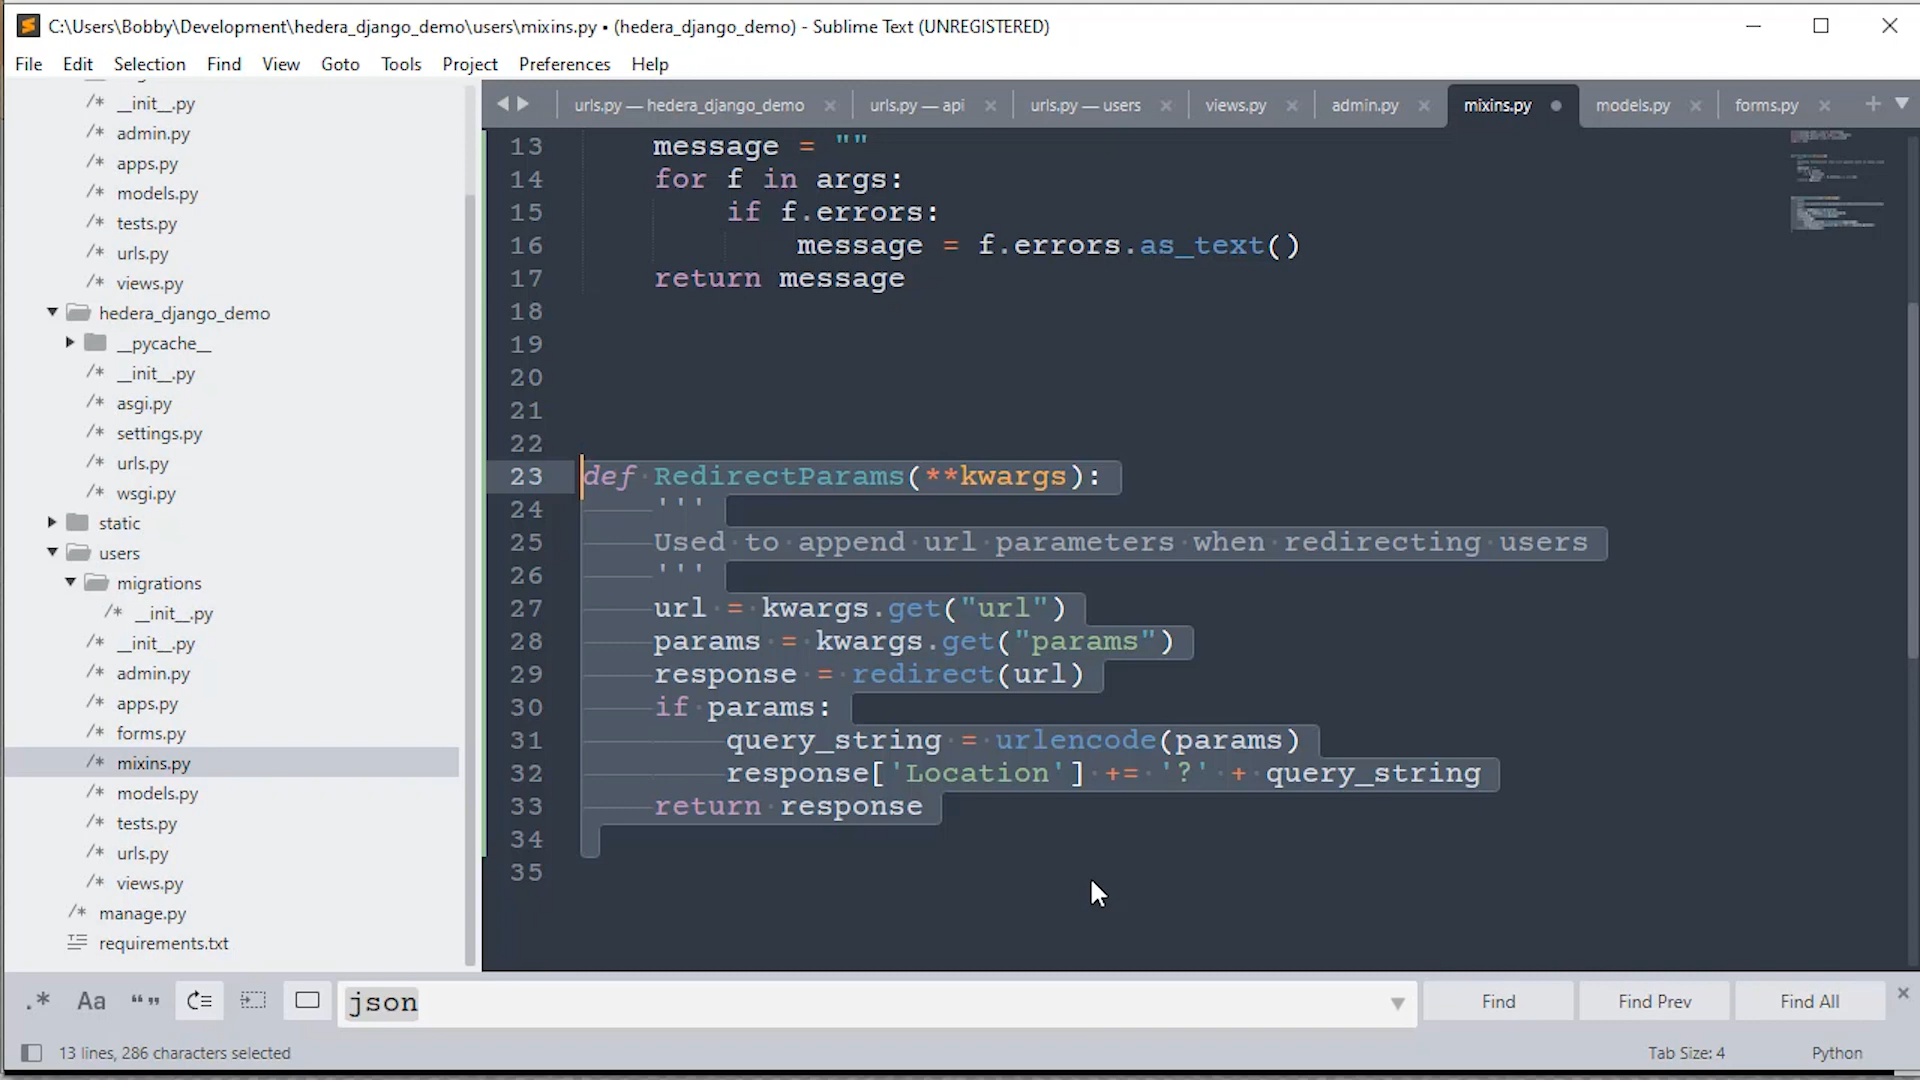 C:\Users\Bobby\Development\hedera_django_demo\users\mixins.py • (hedera_django_demo) - Sublime Text (UNREGISTERED)
File Edit Selection Find View Goto Tools Project Preferences Help
urls.py — hedera_django_demo urls.py — api urls.py — users views.py admin.py mixins.py models.py forms.py
/* __init__.py
/* admin.py
/* apps.py
/* models.py
/* tests.py
/* urls.py
/* views.py
hedera_django_demo
__pycache__
/* __init__.py
/* asgi.py
/* settings.py
/* urls.py
/* wsgi.py
static
users
migrations
/* __init__.py
/* __init__.py
/* admin.py
/* apps.py
/* forms.py
/* mixins.py
/* models.py
/* tests.py
/* urls.py
/* views.py
/* manage.py
requirements.txt
13 message = ""
14 for f in args:
15 if f.errors:
16 message = f.errors.as_text()
17 return message
18
19
20
21
22
23 def RedirectParams(**kwargs):
24 '''
25 Used to append url parameters when redirecting users
26 '''
27 url = kwargs.get("url")
28 params = kwargs.get("params")
29 response = redirect(url)
30 if params:
31 query_string = urlencode(params)
32 response['Location'] += '?' + query_string
33 return response
34
35
.* Aa “” json Find Find Prev Find All
13 lines, 286 characters selected Tab Size: 4 Python